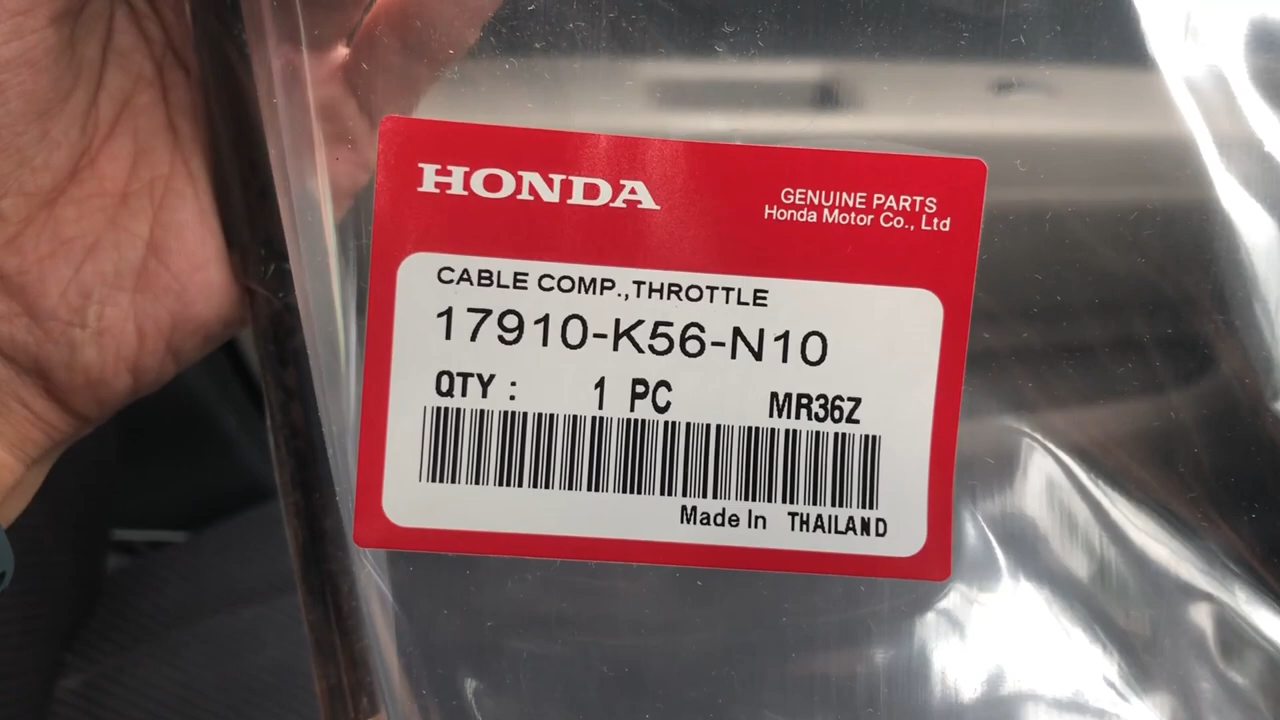 HONDA
GENUINE PARTS
Honda Motor Co., Ltd
CABLE COMP.,THROTTLE
17910-K56-N10
QTY : 1 PC MR36Z
Made In THAILAND